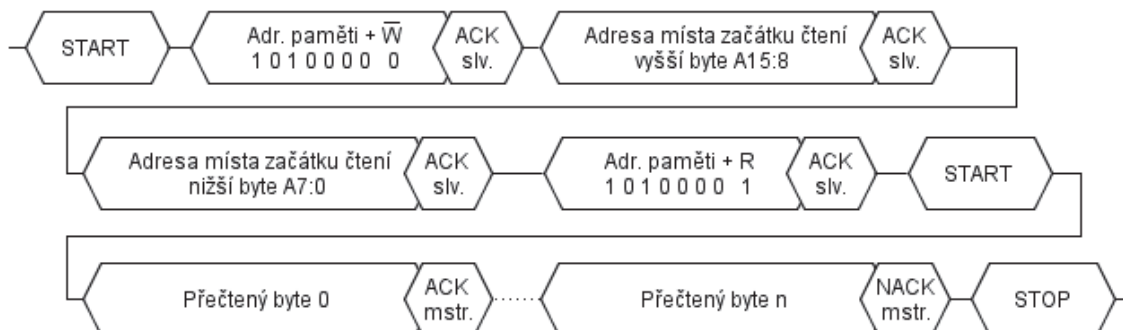 START
Adr. paměti + W̅
1 0 1 0 0 0 0 0
ACK
slv.
Adresa místa začátku čtení
vyšší byte A15:8
ACK
slv.
Adresa místa začátku čtení
nižší byte A7:0
ACK
slv.
Adr. paměti + R
1 0 1 0 0 0 0 1
ACK
slv.
START
Přečtený byte 0
ACK
mstr.
Přečtený byte n
NACK
mstr.
STOP